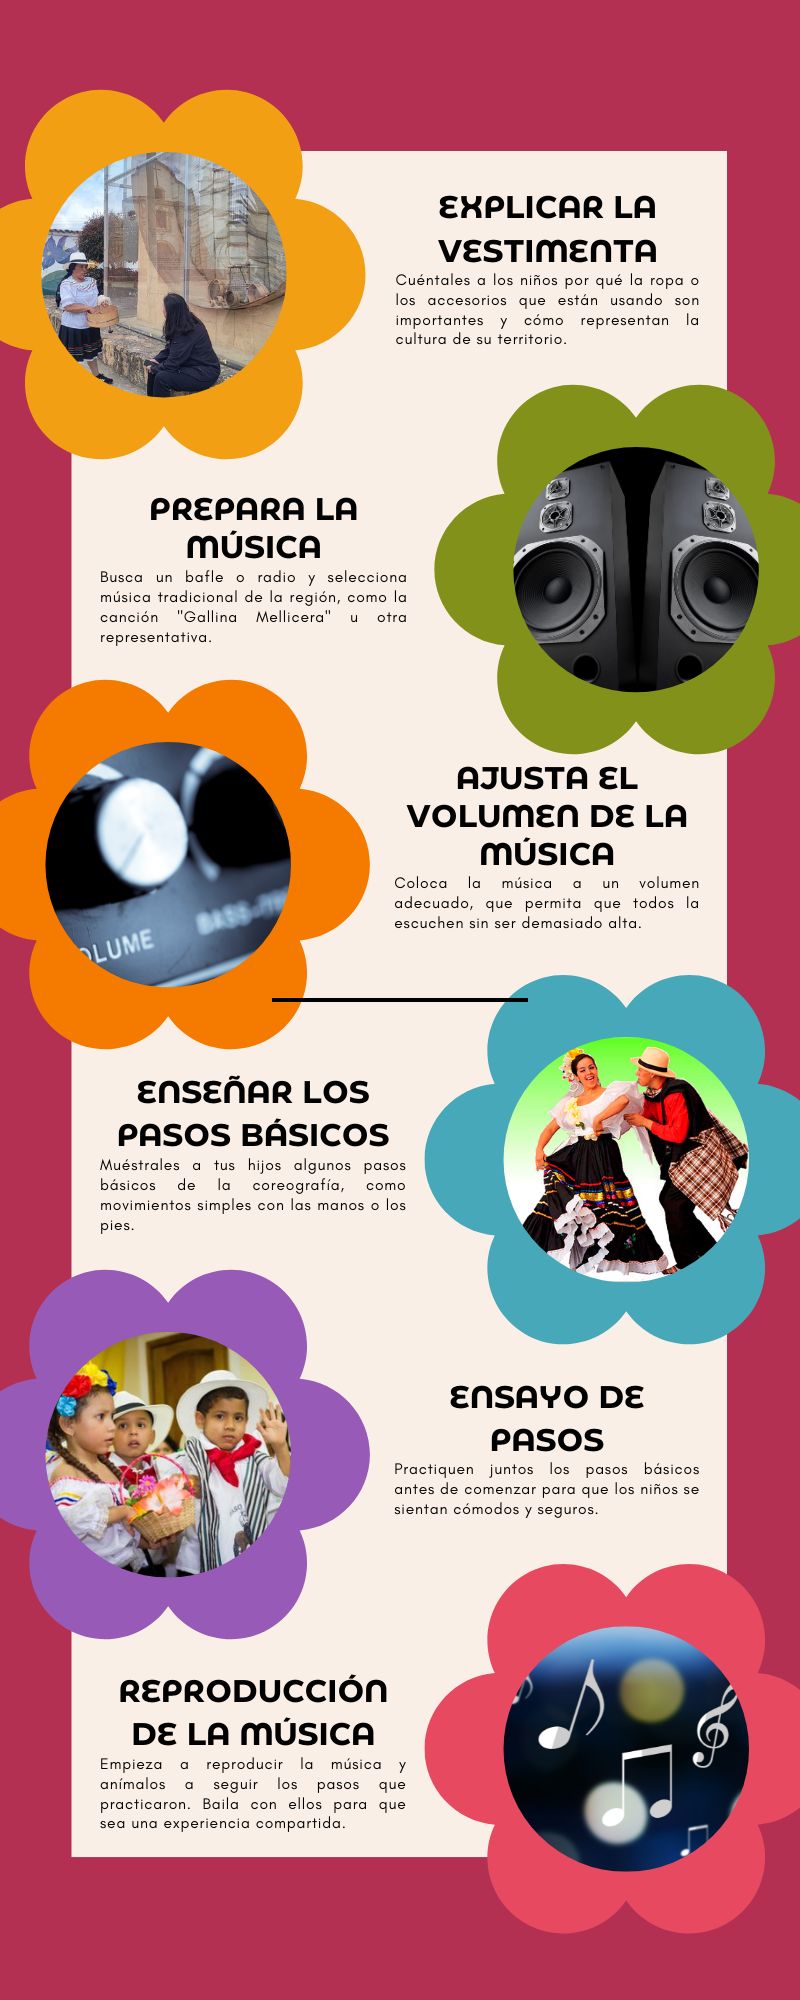 EXPLICAR LA
VESTIMENTA
Cuéntales a los niños por qué la ropa o
los accesorios que están usando son
importantes y cómo representan la
cultura de su territorio.
PREPARA LA
MÚSICA
Busca un bafle o radio y selecciona
música tradicional de la región, como la
canción "Gallina Mellicera" u otra
representativa.
AJUSTA EL
VOLUMEN DE LA
MÚSICA
Coloca la música a un volumen
adecuado, que permita que todos la
escuchen sin ser demasiado alta.
OLUME
ENSEÑAR LOS
PASOS BÁSICOS
Muéstrales a tus hijos algunos pasos
básicos de la coreografía, como
movimientos simples con las manos o los
pies.
ENSAYO DE
PASOS
Practiquen juntos los pasos básicos
antes de comenzar para que los niños se
sientan cómodos y seguros.
REPRODUCCIÓN
DE LA MÚSICA
Empieza a reproducir la música y
anímalos a seguir los pasos que
practicaron. Baila con ellos para que
sea una experiencia compartida.